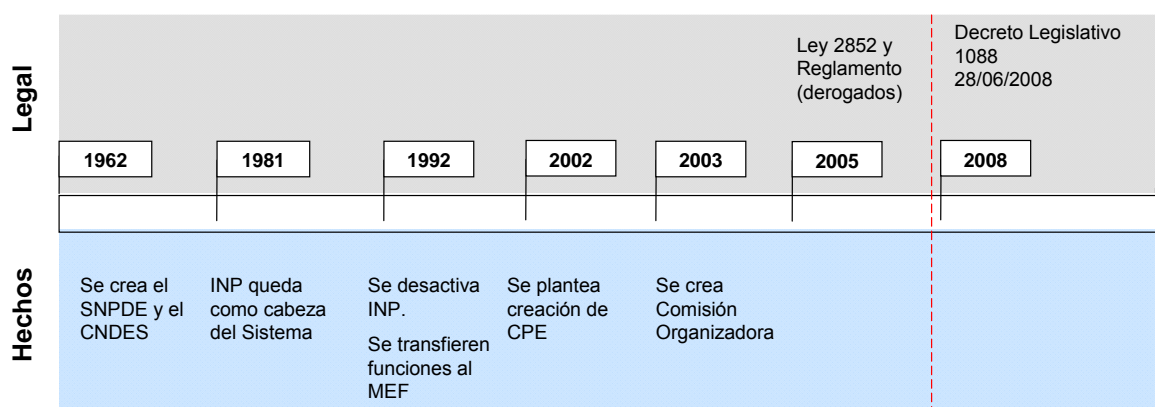 Legal
Ley 2852 y
Reglamento
(derogados)
Decreto Legislativo
1088
28/06/2008
1962
1981
1992
2002
2003
2005
2008
Hechos
Se crea el
SNPDE y el
CNDES
INP queda
como cabeza
del Sistema
Se desactiva
INP.
Se transfieren
funciones al
MEF
Se plantea
creación de
CPE
Se crea
Comisión
Organizadora